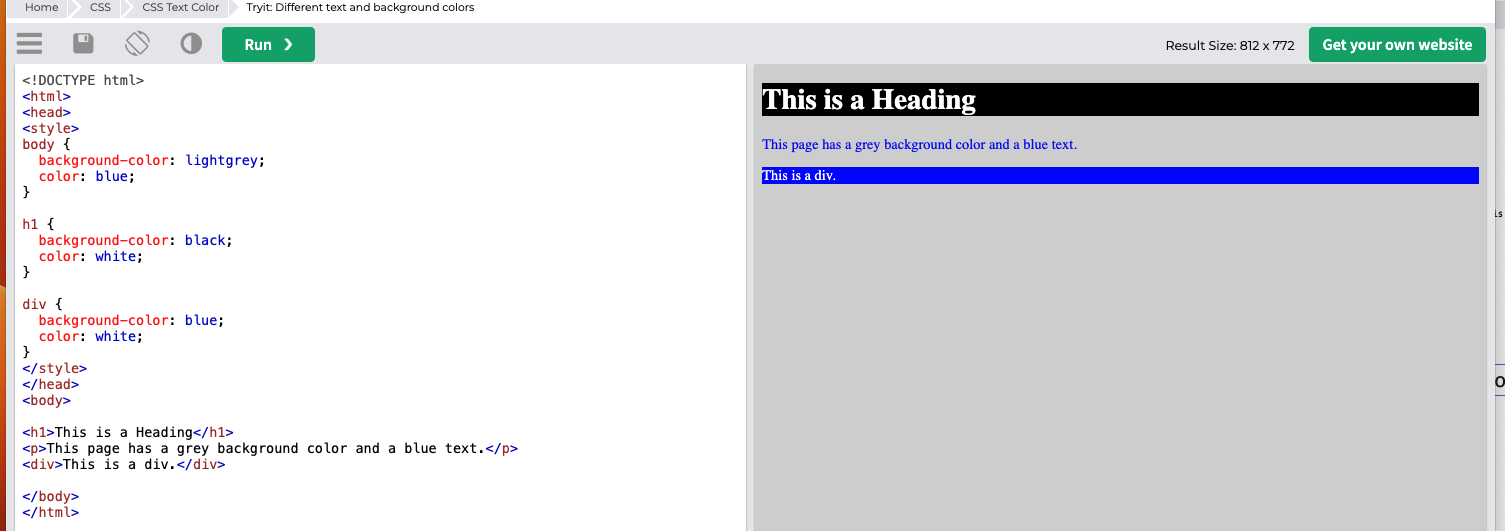 Home CSS CSS Text Color Tryit: Different text and background colors
Run ❯ Result Size: 812 x 772 Get your own website
<!DOCTYPE html>
<html>
<head>
<style>
body {
  background-color: lightgrey;
  color: blue;
}

h1 {
  background-color: black;
  color: white;
}

div {
  background-color: blue;
  color: white;
}
</style>
</head>
<body>

<h1>This is a Heading</h1>
<p>This page has a grey background color and a blue text.</p>
<div>This is a div.</div>

</body>
</html>
This is a Heading
This page has a grey background color and a blue text.
This is a div.